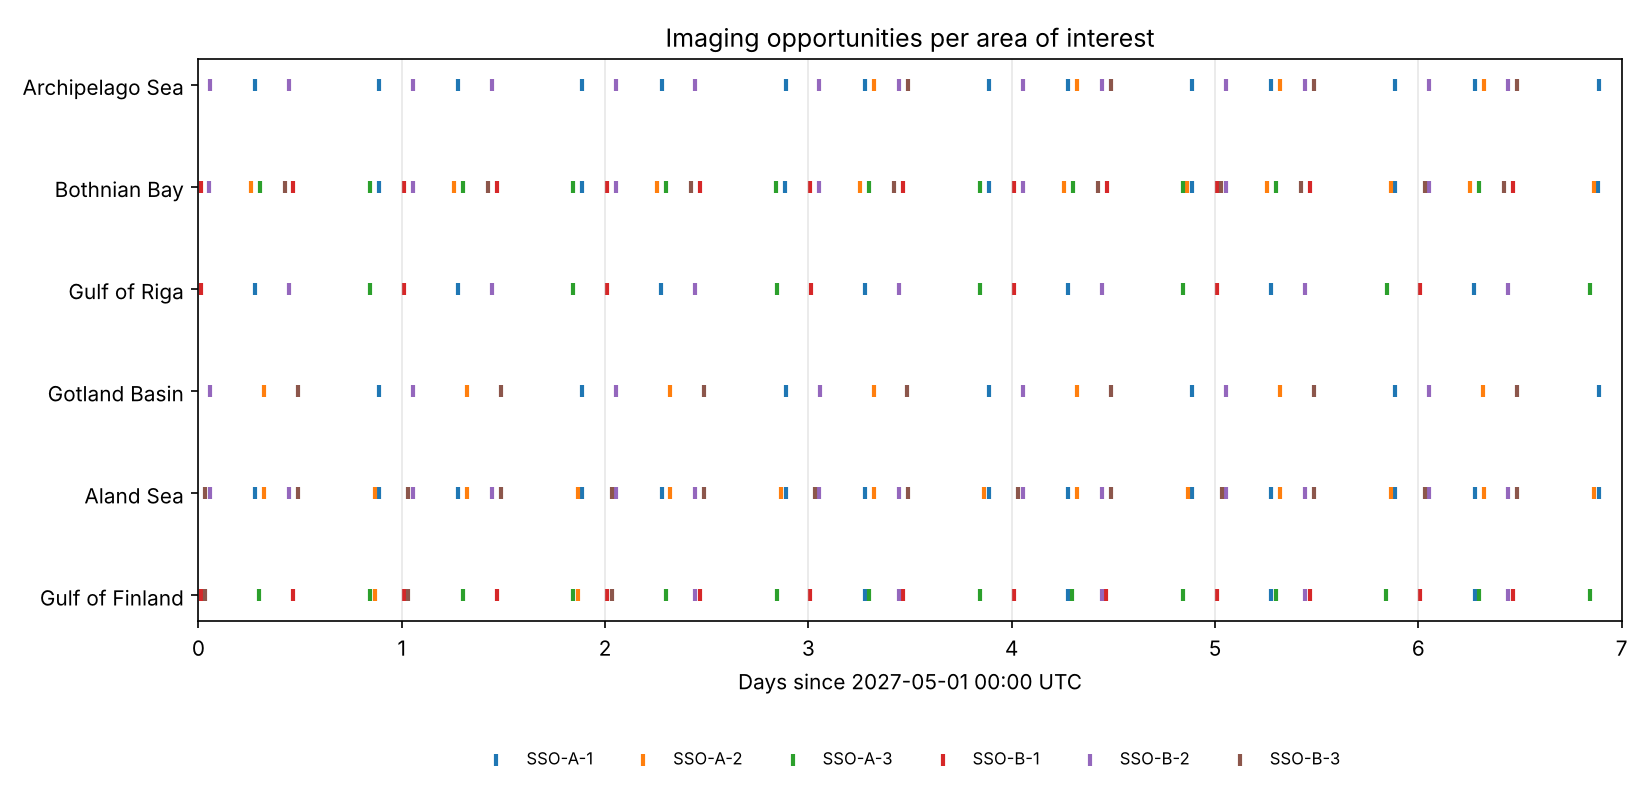 Imaging opportunities per area of interest
Archipelago Sea
Bothnian Bay
Gulf of Riga
Gotland Basin
Aland Sea
Gulf of Finland
0 1 2 3 4 5 6 7
Days since 2027-05-01 00:00 UTC
SSO-A-1 SSO-A-2 SSO-A-3 SSO-B-1 SSO-B-2 SSO-B-3